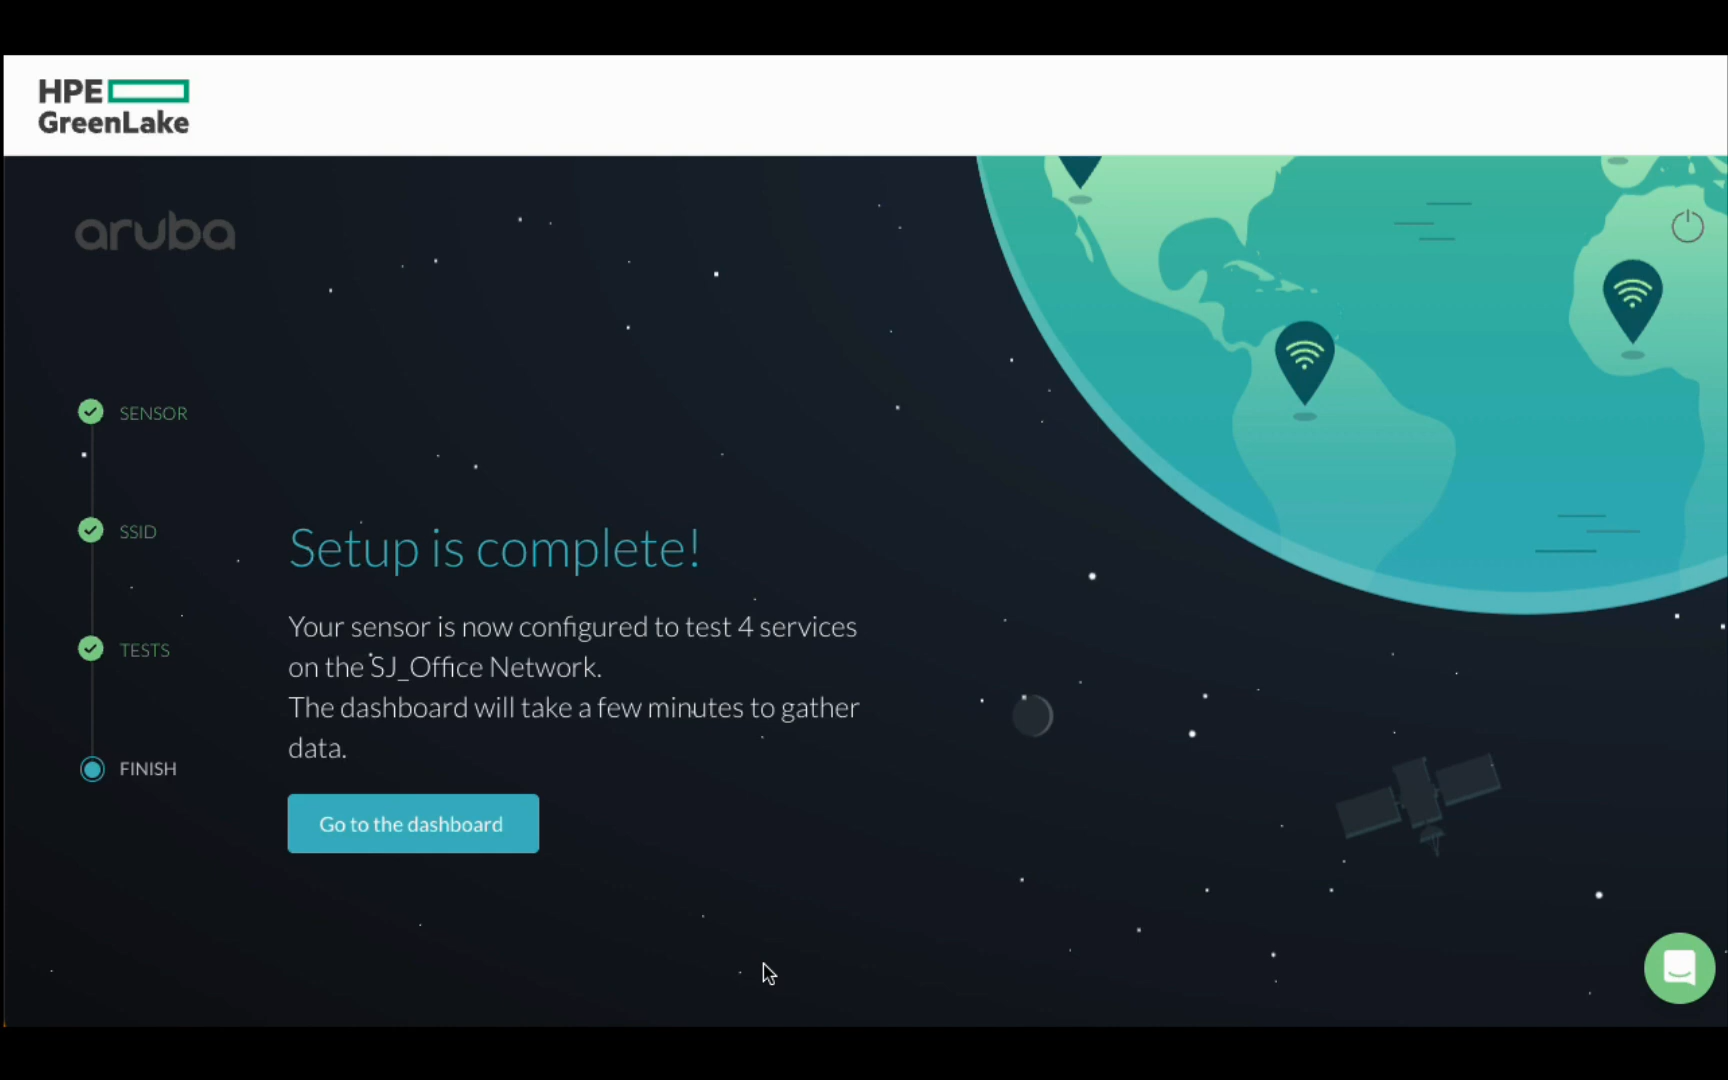 HPE
GreenLake
aruba
SENSOR
SSID
TESTS
FINISH
Setup is complete!
Your sensor is now configured to test 4 services
on the SJ_Office Network.
The dashboard will take a few minutes to gather
data.
Go to the dashboard